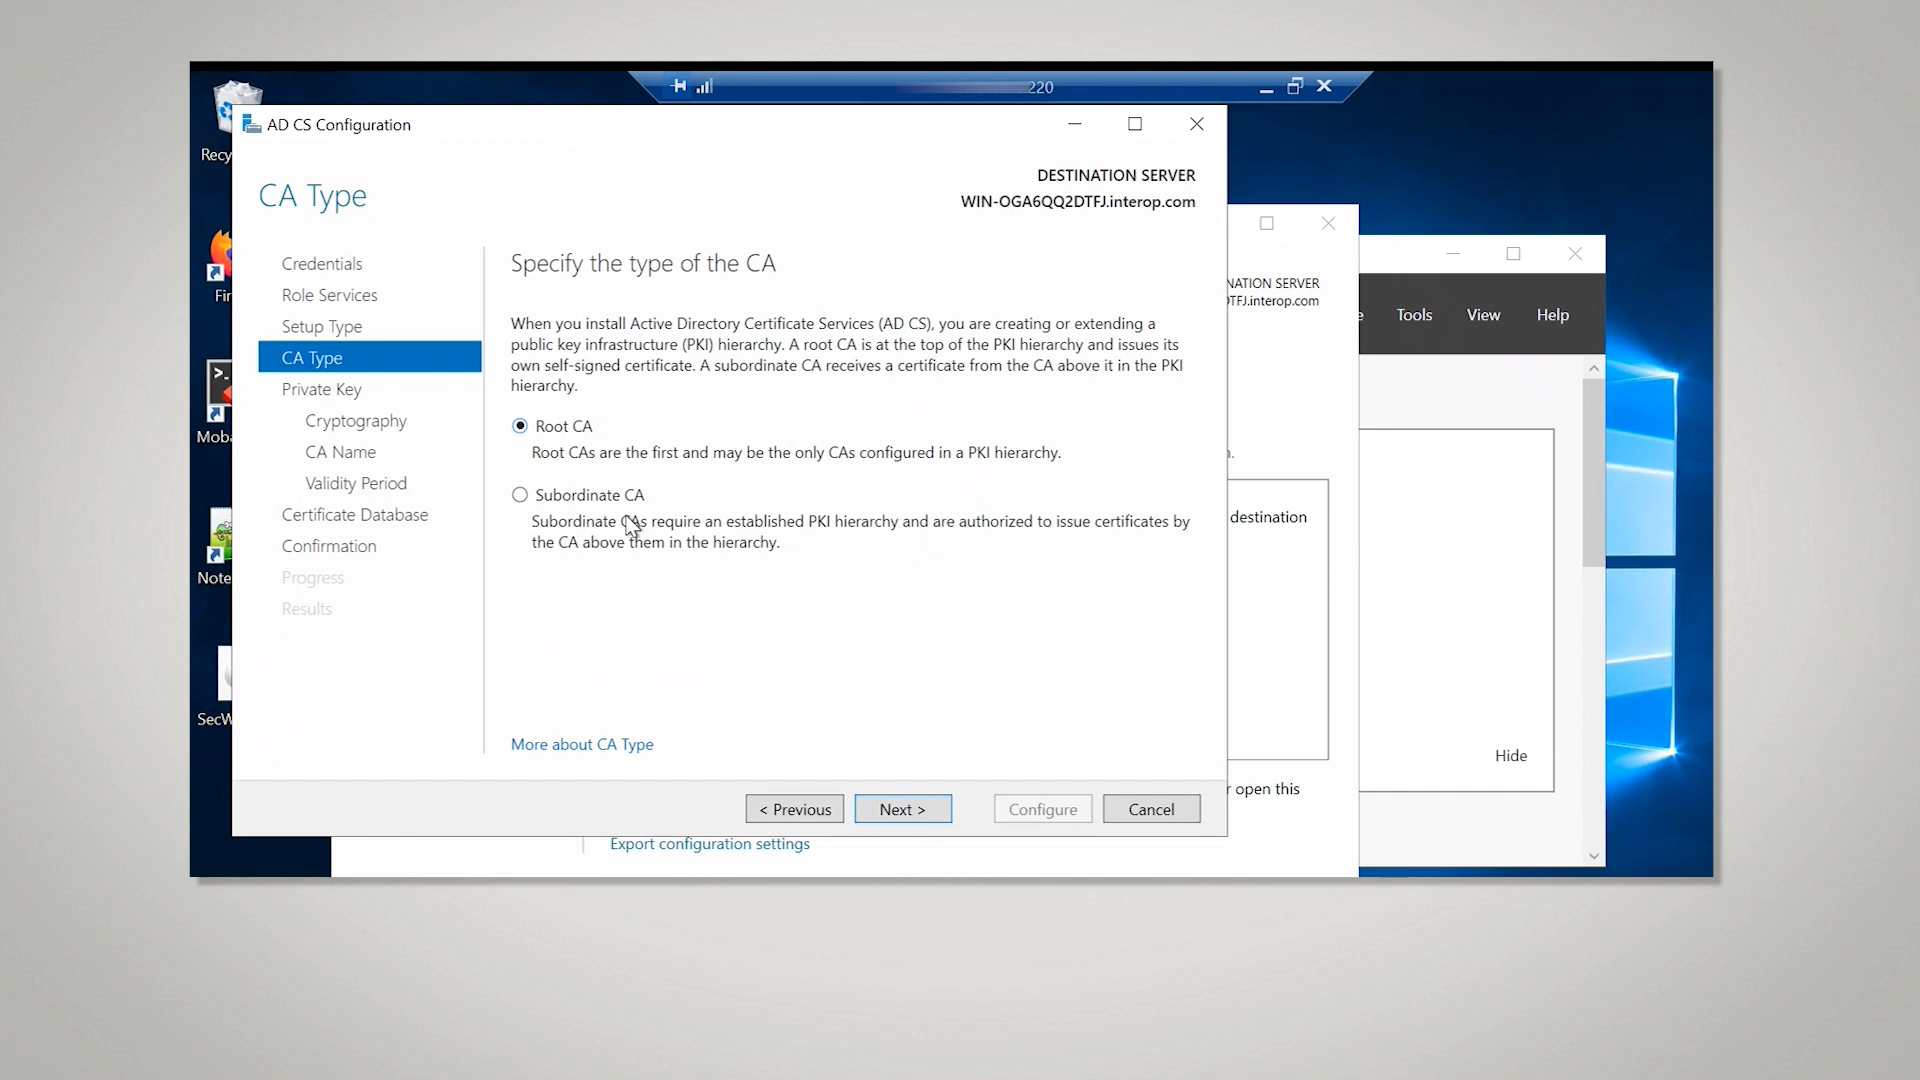 220
Recy
AD CS Configuration
CA Type
DESTINATION SERVER
WIN-OGA6QQ2DTFJ.interop.com
Credentials
Role Services
Setup Type
CA Type
Private Key
Cryptography
CA Name
Validity Period
Certificate Database
Confirmation
Progress
Results
Specify the type of the CA
When you install Active Directory Certificate Services (AD CS), you are creating or extending a
public key infrastructure (PKI) hierarchy. A root CA is at the top of the PKI hierarchy and issues its
own self-signed certificate. A subordinate CA receives a certificate from the CA above it in the PKI
hierarchy.
Root CA
Root CAs are the first and may be the only CAs configured in a PKI hierarchy.
Subordinate CA
Subordinate CAs require an established PKI hierarchy and are authorized to issue certificates by
the CA above them in the hierarchy.
More about CA Type
< Previous
Next >
Configure
Cancel
Fir
Moba
Note
SecW
NATION SERVER
DTFJ.interop.com
n.
destination
r open this
Export configuration settings
e
Tools
View
Help
Hide